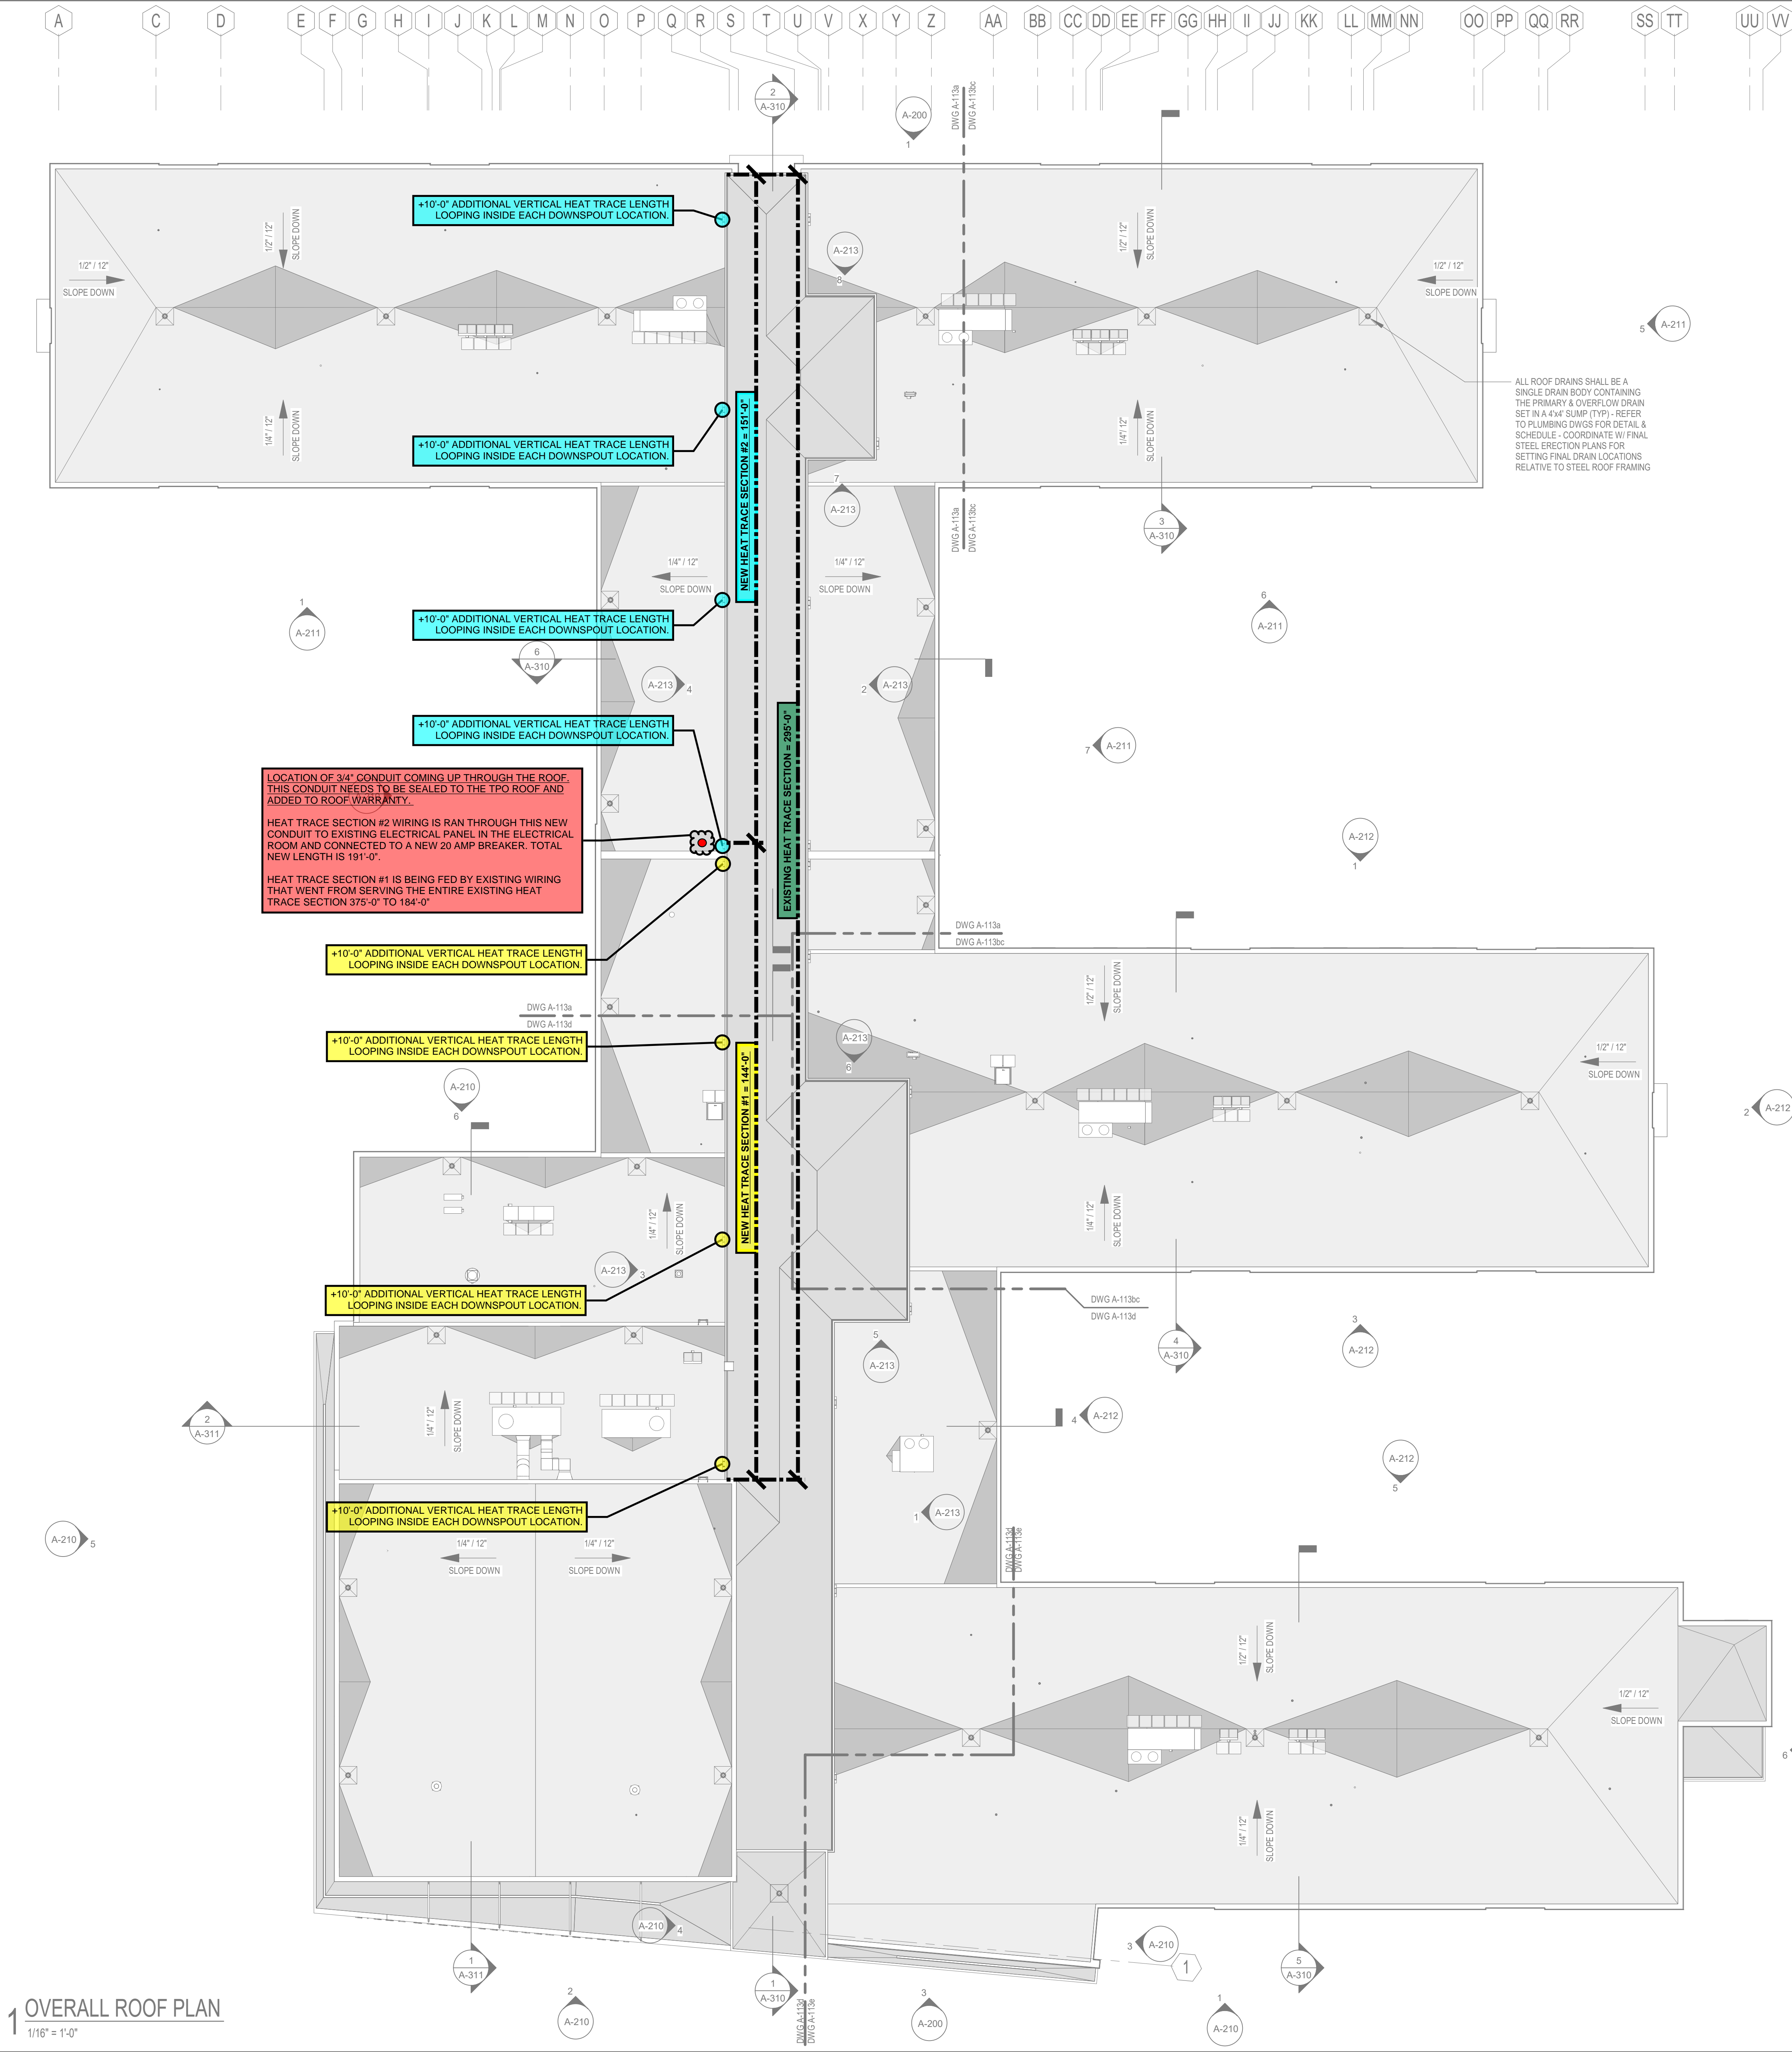 A C D E F G H I J K L M N O P Q R S T U V X Y Z AA BB CC DD EE FF GG HH II JJ KK LL MM NN OO PP QQ RR SS TT UU VV
2
A-310
A-200
1
DWG A-113a
DWG A-113bc
+10'-0" ADDITIONAL VERTICAL HEAT TRACE LENGTH
LOOPING INSIDE EACH DOWNSPOUT LOCATION.
1/2" / 12"
SLOPE DOWN
1/2" / 12"
SLOPE DOWN
A-213
8
1/2" / 12"
SLOPE DOWN
1/2" / 12"
SLOPE DOWN
5
A-211
ALL ROOF DRAINS SHALL BE A
SINGLE DRAIN BODY CONTAINING
THE PRIMARY & OVERFLOW DRAIN
SET IN A 4'x4' SUMP (TYP) - REFER
TO PLUMBING DWGS FOR DETAIL &
SCHEDULE - COORDINATE W/ FINAL
STEEL ERECTION PLANS FOR
SETTING FINAL DRAIN LOCATIONS
RELATIVE TO STEEL ROOF FRAMING
1/4" / 12"
SLOPE DOWN
+10'-0" ADDITIONAL VERTICAL HEAT TRACE LENGTH
LOOPING INSIDE EACH DOWNSPOUT LOCATION.
NEW HEAT TRACE SECTION #2 = 151'-0"
1/4"/ 12"
SLOPE DOWN
7
A-213
DWG A-113a
DWG A-113bc
3
A-310
1/4" / 12"
SLOPE DOWN
1/4" / 12"
SLOPE DOWN
1
A-211
+10'-0" ADDITIONAL VERTICAL HEAT TRACE LENGTH
LOOPING INSIDE EACH DOWNSPOUT LOCATION.
6
A-211
6
A-310
A-213
4
2
A-213
+10'-0" ADDITIONAL VERTICAL HEAT TRACE LENGTH
LOOPING INSIDE EACH DOWNSPOUT LOCATION.
7
A-211
EXISTING HEAT TRACE SECTION = 295'-0"
LOCATION OF 3/4" CONDUIT COMING UP THROUGH THE ROOF.
THIS CONDUIT NEEDS TO BE SEALED TO THE TPO ROOF AND
ADDED TO ROOF WARRANTY.
HEAT TRACE SECTION #2 WIRING IS RAN THROUGH THIS NEW
CONDUIT TO EXISTING ELECTRICAL PANEL IN THE ELECTRICAL
ROOM AND CONNECTED TO A NEW 20 AMP BREAKER. TOTAL
NEW LENGTH IS 191'-0".
HEAT TRACE SECTION #1 IS BEING FED BY EXISTING WIRING
THAT WENT FROM SERVING THE ENTIRE EXISTING HEAT
TRACE SECTION 375'-0" TO 184'-0"
A-212
1
+10'-0" ADDITIONAL VERTICAL HEAT TRACE LENGTH
LOOPING INSIDE EACH DOWNSPOUT LOCATION.
DWG A-113a
DWG A-113bc
1/2" / 12"
SLOPE DOWN
DWG A-113a
DWG A-113d
+10'-0" ADDITIONAL VERTICAL HEAT TRACE LENGTH
LOOPING INSIDE EACH DOWNSPOUT LOCATION.
A-213
6
1/2" / 12"
SLOPE DOWN
A-210
6
2
A-212
NEW HEAT TRACE SECTION #1 = 144'-0"
1/4" / 12"
SLOPE DOWN
1/4" / 12"
SLOPE DOWN
A-213
3
+10'-0" ADDITIONAL VERTICAL HEAT TRACE LENGTH
LOOPING INSIDE EACH DOWNSPOUT LOCATION.
DWG A-113bc
DWG A-113d
5
A-213
4
A-310
3
A-212
2
A-311
1/4" / 12"
SLOPE DOWN
4
A-212
A-212
5
+10'-0" ADDITIONAL VERTICAL HEAT TRACE LENGTH
LOOPING INSIDE EACH DOWNSPOUT LOCATION.
1
A-213
A-210
5
DWG A-113d
DWG A-113e
1/4" / 12"
SLOPE DOWN
1/4" / 12"
SLOPE DOWN
1/2" / 12"
SLOPE DOWN
1/2" / 12"
SLOPE DOWN
6
1/4" / 12"
SLOPE DOWN
A-210
4
3
A-210
1
1
A-311
1
A-310
5
A-310
DWG A-113d
DWG A-113e
2
A-210
3
A-200
1
A-210
1 OVERALL ROOF PLAN
1/16" = 1'-0"